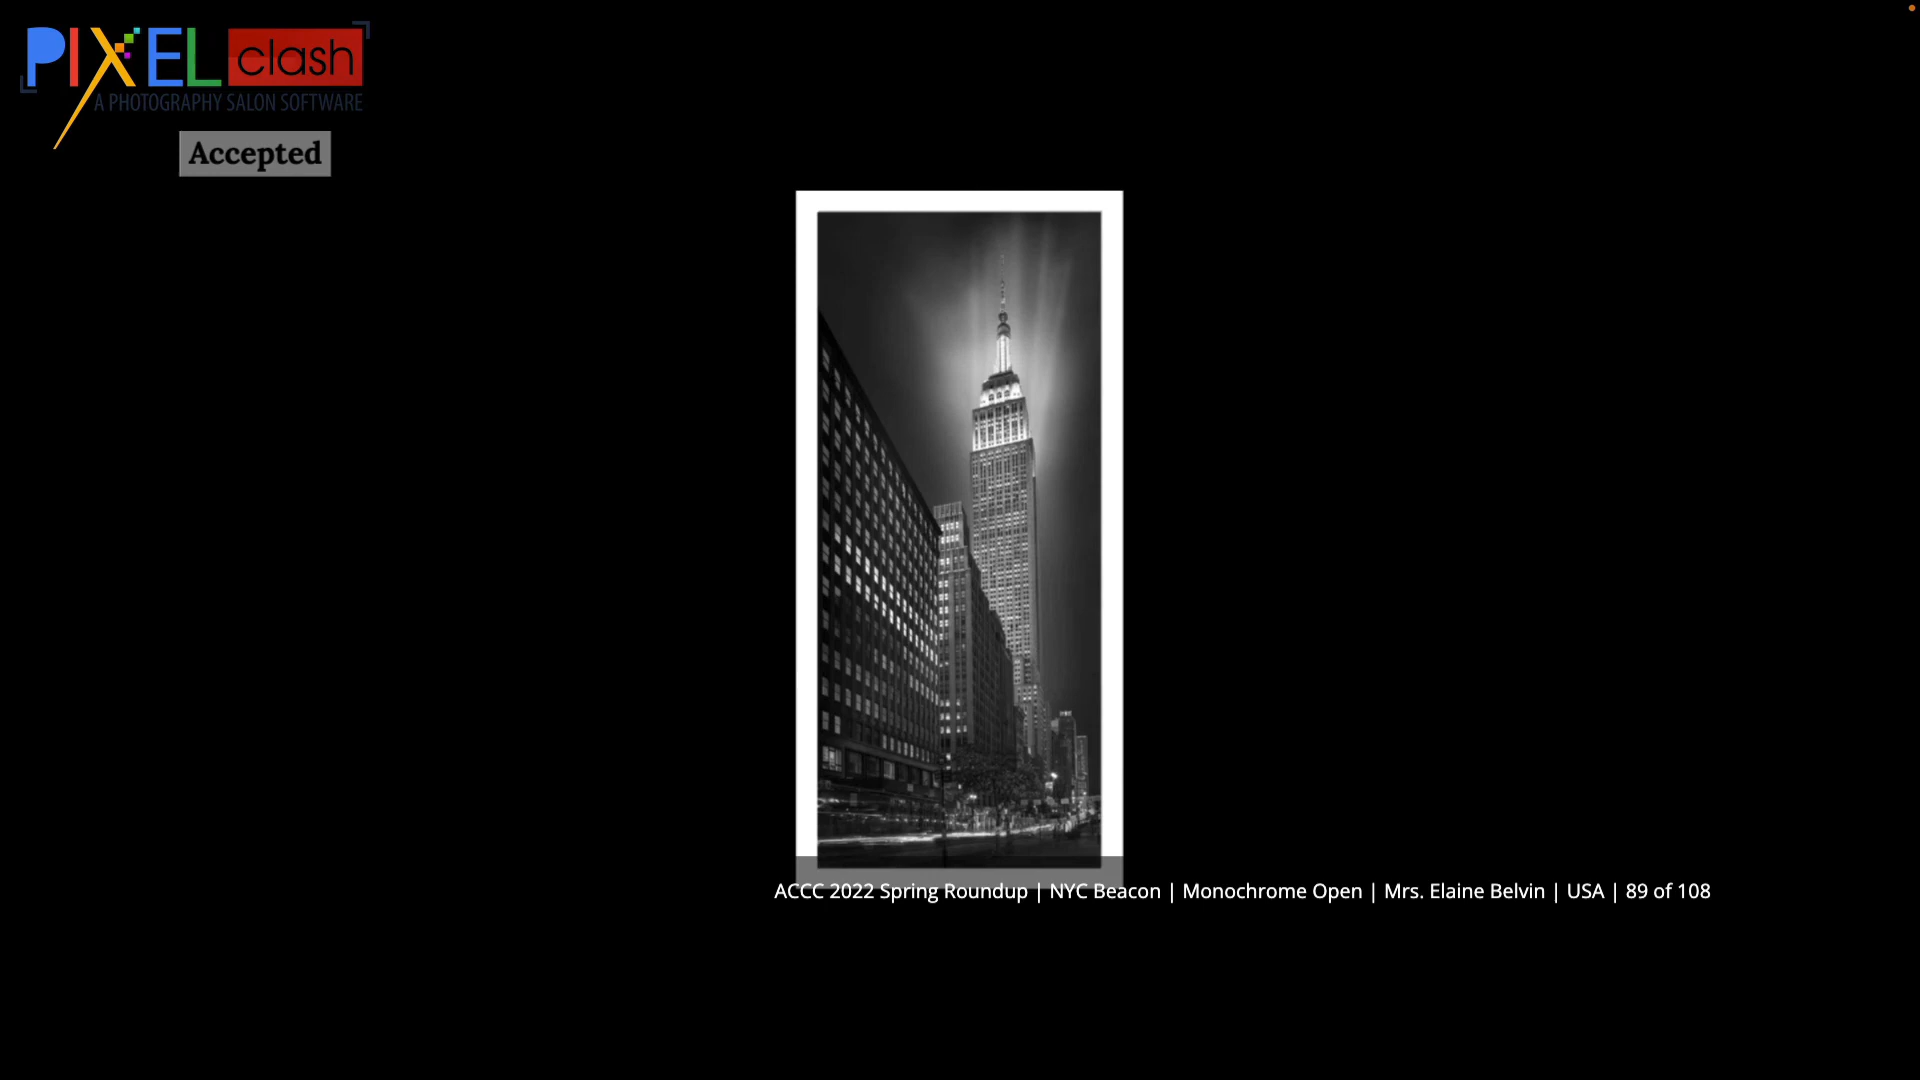 PIXEL clash
A PHOTOGRAPHY SALON SOFTWARE
Accepted
ACCC 2022 Spring Roundup | NYC Beacon | Monochrome Open | Mrs. Elaine Belvin | USA | 89 of 108